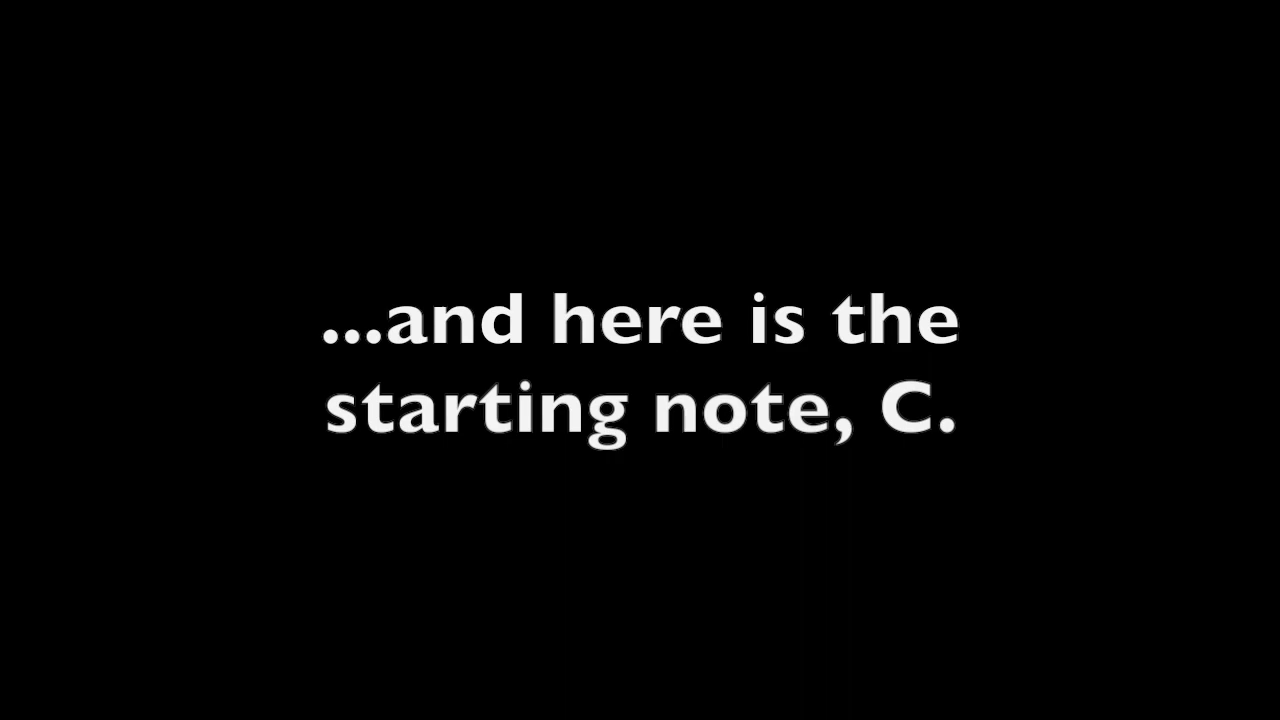 ...and here is the
starting note, C.